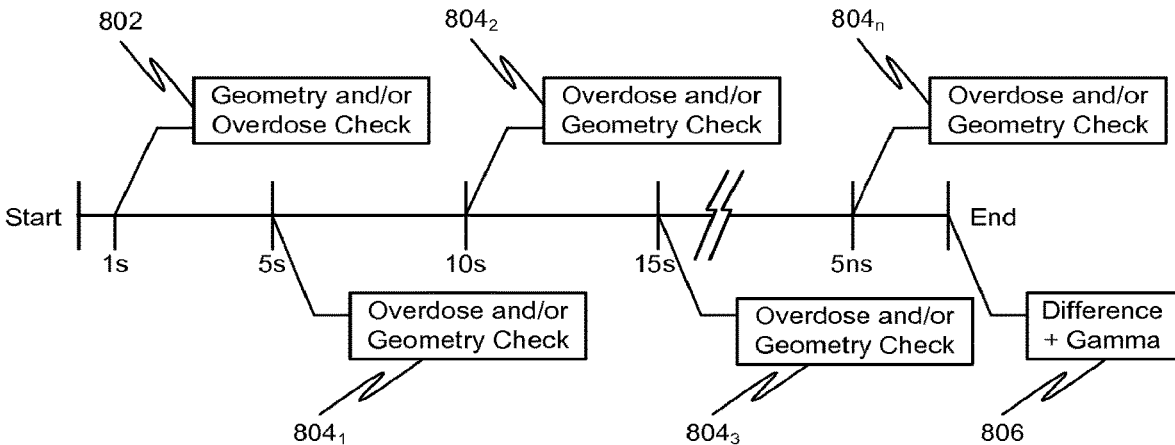 802
804₂
804ₙ
Geometry and/or
Overdose Check
Overdose and/or
Geometry Check
Overdose and/or
Geometry Check
Start
End
1s
5s
10s
15s
5ns
Overdose and/or
Geometry Check
Overdose and/or
Geometry Check
Difference
+ Gamma
804₁
804₃
806